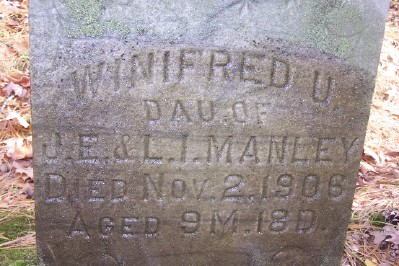 WINIFRED U
DAU. OF
J. E. & L. I. MANLEY
DIED NOV. 2, 1906
AGED 9 M. 18 D.